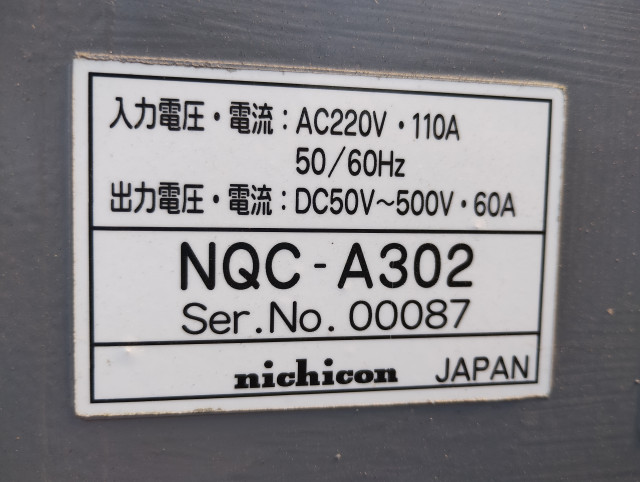 入力電圧・電流：AC220V・110A
50/60Hz
出力電圧・電流：DC50V～500V・60A
NQC-A302
Ser.No. 00087
nichicon JAPAN